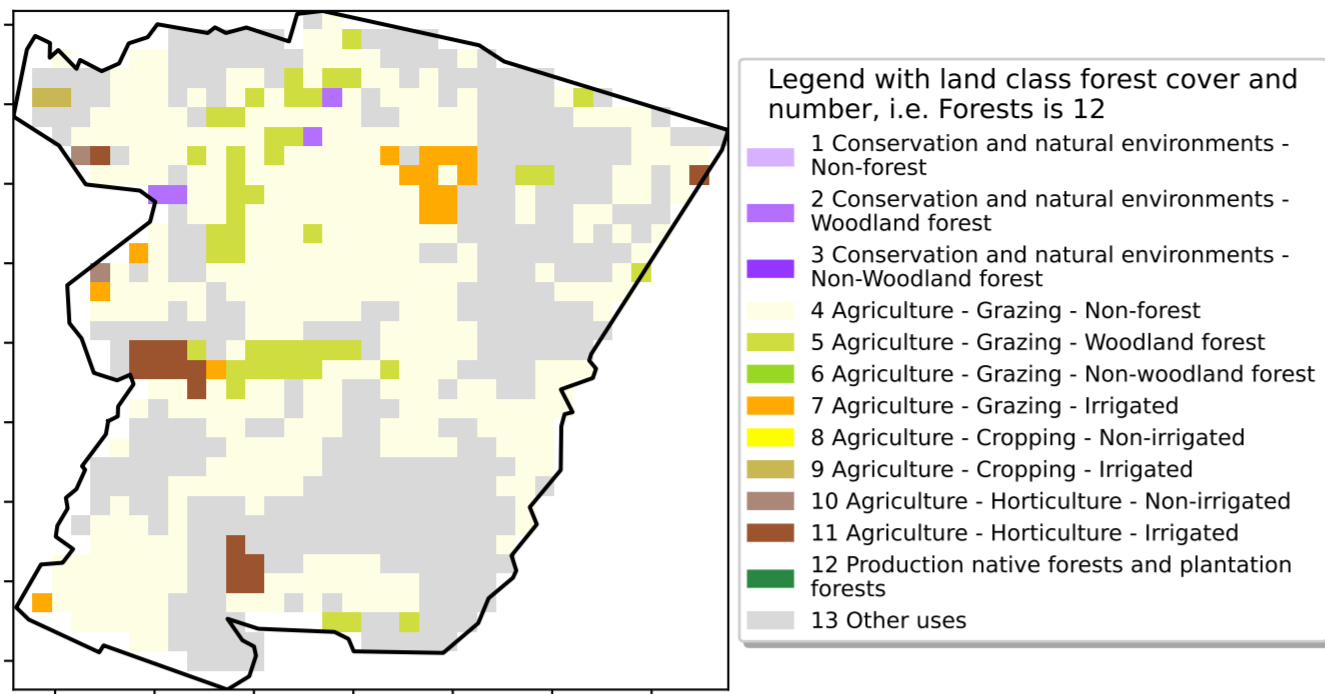 Legend with land class forest cover and
number, i.e. Forests is 12
1 Conservation and natural environments -
Non-forest
2 Conservation and natural environments -
Woodland forest
3 Conservation and natural environments -
Non-Woodland forest
4 Agriculture - Grazing - Non-forest
5 Agriculture - Grazing - Woodland forest
6 Agriculture - Grazing - Non-woodland forest
7 Agriculture - Grazing - Irrigated
8 Agriculture - Cropping - Non-irrigated
9 Agriculture - Cropping - Irrigated
10 Agriculture - Horticulture - Non-irrigated
11 Agriculture - Horticulture - Irrigated
12 Production native forests and plantation
forests
13 Other uses